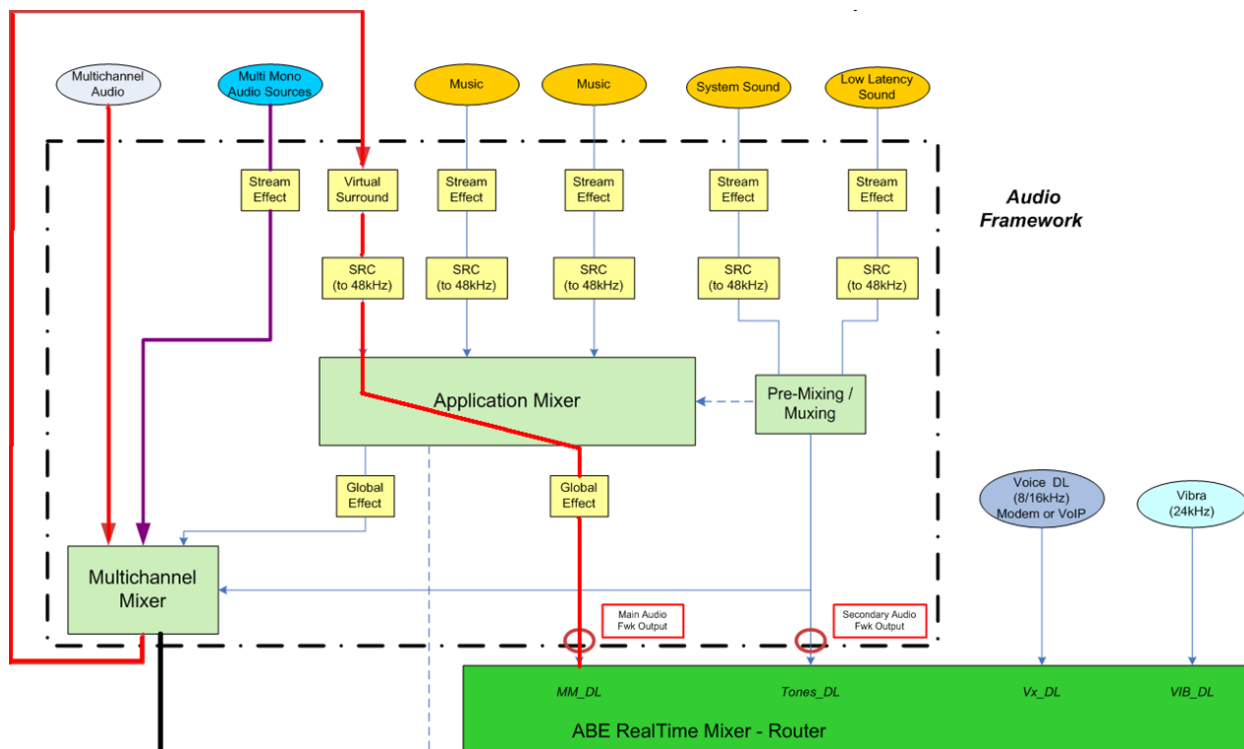 Multichannel
Audio
Multi Mono
Audio Sources
Music
Music
System Sound
Low Latency
Sound
Stream
Effect
Virtual
Surround
Stream
Effect
Stream
Effect
Stream
Effect
Stream
Effect
Audio
Framework
SRC
(to 48kHz)
SRC
(to 48kHz)
SRC
(to 48kHz)
SRC
(to 48kHz)
SRC
(to 48kHz)
Application Mixer
Pre-Mixing /
Muxing
Global
Effect
Global
Effect
Voice DL
(8/16kHz)
Modem or VoIP
Vibra
(24kHz)
Multichannel
Mixer
Main Audio
Fwk Output
Secondary Audio
Fwk Output
MM_DL
Tones_DL
Vx_DL
VIB_DL
ABE RealTime Mixer - Router